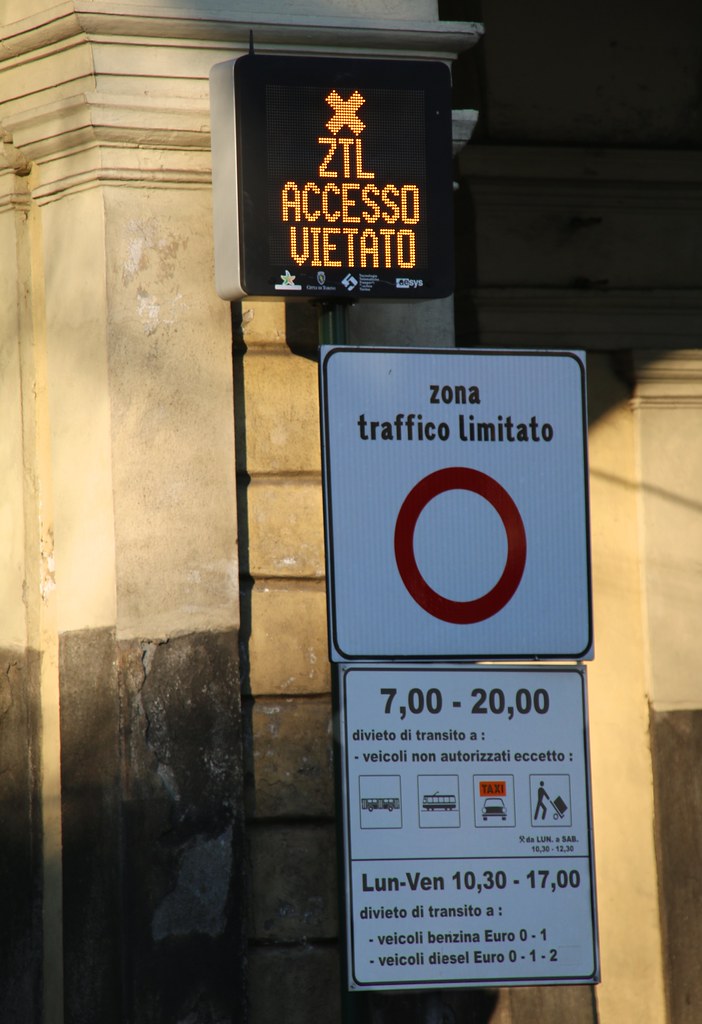 ZTL
ACCESSO
VIETATO
esys
zona
traffico limitato
7,00 - 20,00
divieto di transito a :
- veicoli non autorizzati eccetto :
TAXI
da LUN. a SAB.
10,30 - 12,30
Lun-Ven 10,30 - 17,00
divieto di transito a :
- veicoli benzina Euro 0 - 1
- veicoli diesel Euro 0 - 1 - 2